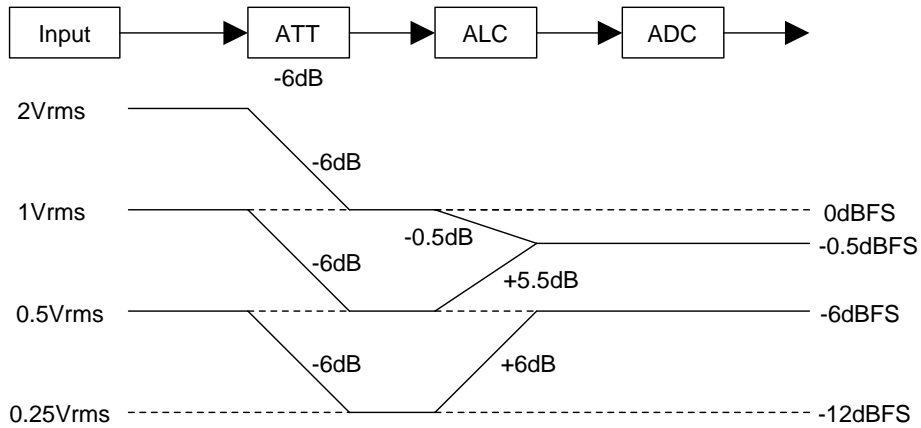 Input ATT ALC ADC
-6dB
2Vrms
-6dB
1Vrms 0dBFS
-0.5dB -0.5dBFS
-6dB +5.5dB
0.5Vrms -6dBFS
-6dB +6dB
0.25Vrms -12dBFS